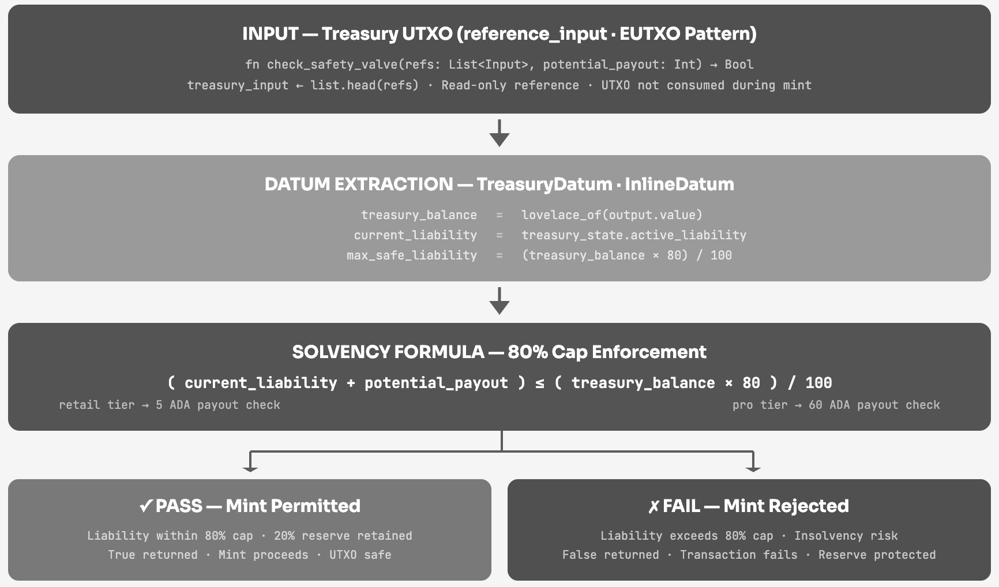 INPUT — Treasury UTXO (reference_input · EUTXO Pattern)
fn check_safety_valve(refs: List<Input>, potential_payout: Int) → Bool
treasury_input ← list.head(refs) · Read-only reference · UTXO not consumed during mint
DATUM EXTRACTION — TreasuryDatum · InlineDatum
treasury_balance = lovelace_of(output.value)
current_liability = treasury_state.active_liability
max_safe_liability = (treasury_balance × 80) / 100
SOLVENCY FORMULA — 80% Cap Enforcement
( current_liability + potential_payout ) ≤ ( treasury_balance × 80 ) / 100
retail tier → 5 ADA payout check
pro tier → 60 ADA payout check
✓ PASS — Mint Permitted
Liability within 80% cap · 20% reserve retained
True returned · Mint proceeds · UTXO safe
✗ FAIL — Mint Rejected
Liability exceeds 80% cap · Insolvency risk
False returned · Transaction fails · Reserve protected